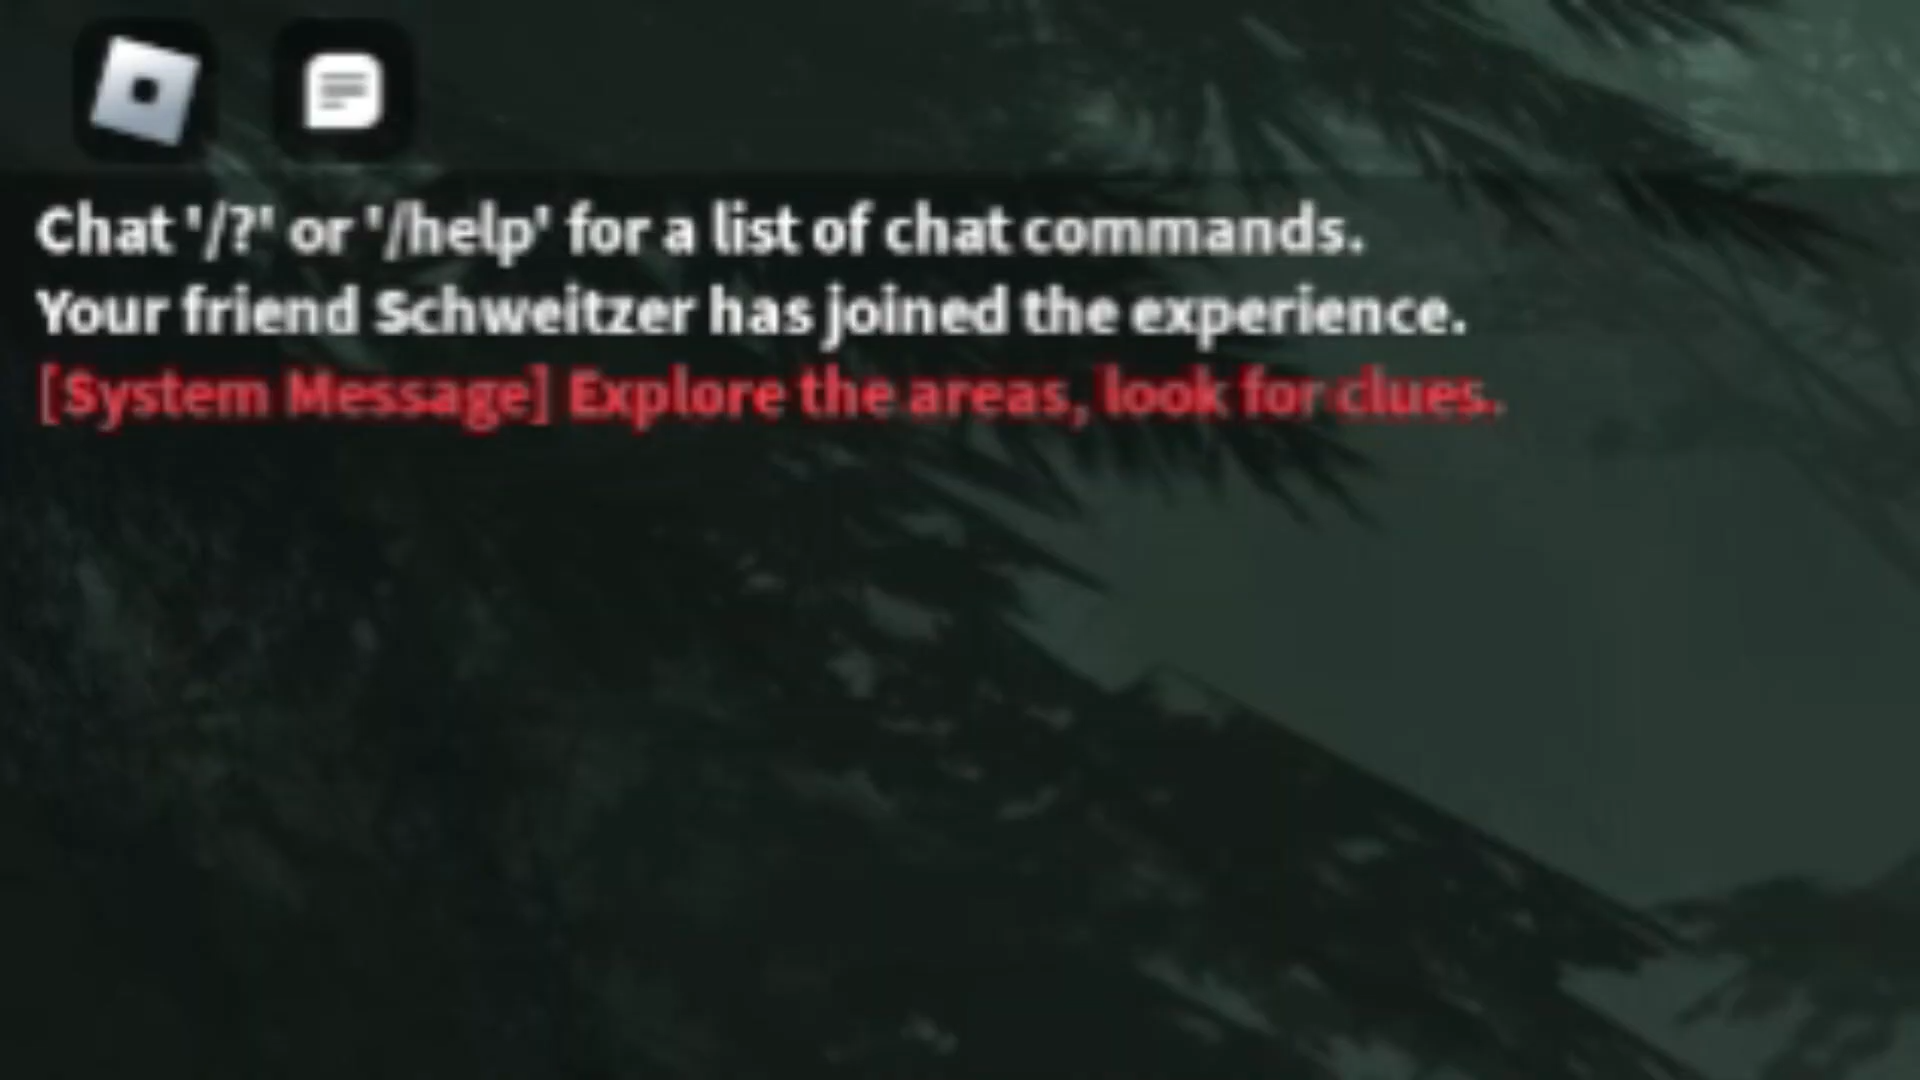 Chat '/?' or '/help' for a list of chat commands.
Your friend Schweitzer has joined the experience.
[System Message] Explore the areas, look for clues.